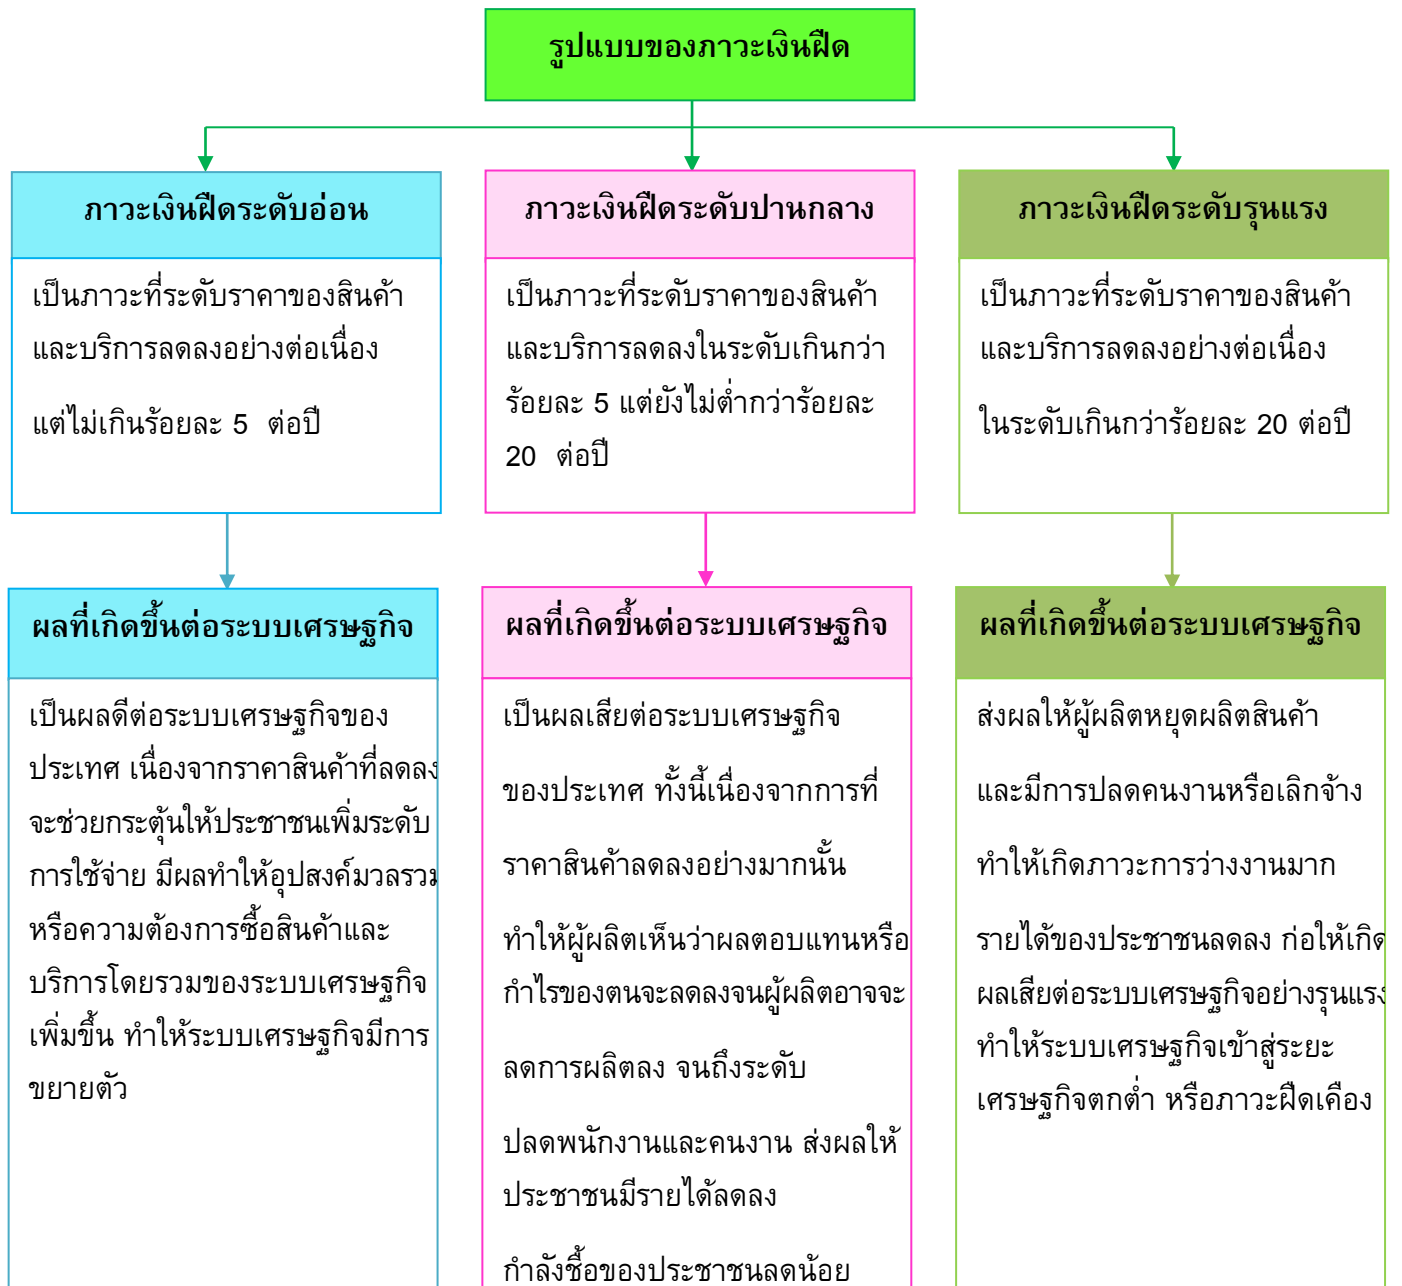 รูปแบบของภาวะเงินฝืด
ภาวะเงินฝืดระดับอ่อน
เป็นภาวะที่ระดับราคาของสินค้า
และบริการลดลงอย่างต่อเนื่อง
แต่ไม่เกินร้อยละ 5 ต่อปี
ภาวะเงินฝืดระดับปานกลาง
เป็นภาวะที่ระดับราคาของสินค้า
และบริการลดลงในระดับเกินกว่า
ร้อยละ 5 แต่ยังไม่ต่ำกว่าร้อยละ
20 ต่อปี
ภาวะเงินฝืดระดับรุนแรง
เป็นภาวะที่ระดับราคาของสินค้า
และบริการลดลงอย่างต่อเนื่อง
ในระดับเกินกว่าร้อยละ 20 ต่อปี
ผลที่เกิดขึ้นต่อระบบเศรษฐกิจ
เป็นผลดีต่อระบบเศรษฐกิจของ
ประเทศ เนื่องจากราคาสินค้าที่ลดลง
จะช่วยกระตุ้นให้ประชาชนเพิ่มระดับ
การใช้จ่าย มีผลทำให้อุปสงค์มวลรวม
หรือความต้องการซื้อสินค้าและ
บริการโดยรวมของระบบเศรษฐกิจ
เพิ่มขึ้น ทำให้ระบบเศรษฐกิจมีการ
ขยายตัว
ผลที่เกิดขึ้นต่อระบบเศรษฐกิจ
เป็นผลเสียต่อระบบเศรษฐกิจ
ของประเทศ ทั้งนี้เนื่องจากการที่
ราคาสินค้าลดลงอย่างมากนั้น
ทำให้ผู้ผลิตเห็นว่าผลตอบแทนหรือ
กำไรของตนจะลดลงจนผู้ผลิตอาจจะ
ลดการผลิตลง จนถึงระดับ
ปลดพนักงานและคนงาน ส่งผลให้
ประชาชนมีรายได้ลดลง
กำลังซื้อของประชาชนลดน้อย
ผลที่เกิดขึ้นต่อระบบเศรษฐกิจ
ส่งผลให้ผู้ผลิตหยุดผลิตสินค้า
และมีการปลดคนงานหรือเลิกจ้าง
ทำให้เกิดภาวะการว่างงานมาก
รายได้ของประชาชนลดลง ก่อให้เกิด
ผลเสียต่อระบบเศรษฐกิจอย่างรุนแรง
ทำให้ระบบเศรษฐกิจเข้าสู่ระยะ
เศรษฐกิจตกต่ำ หรือภาวะฝืดเคือง